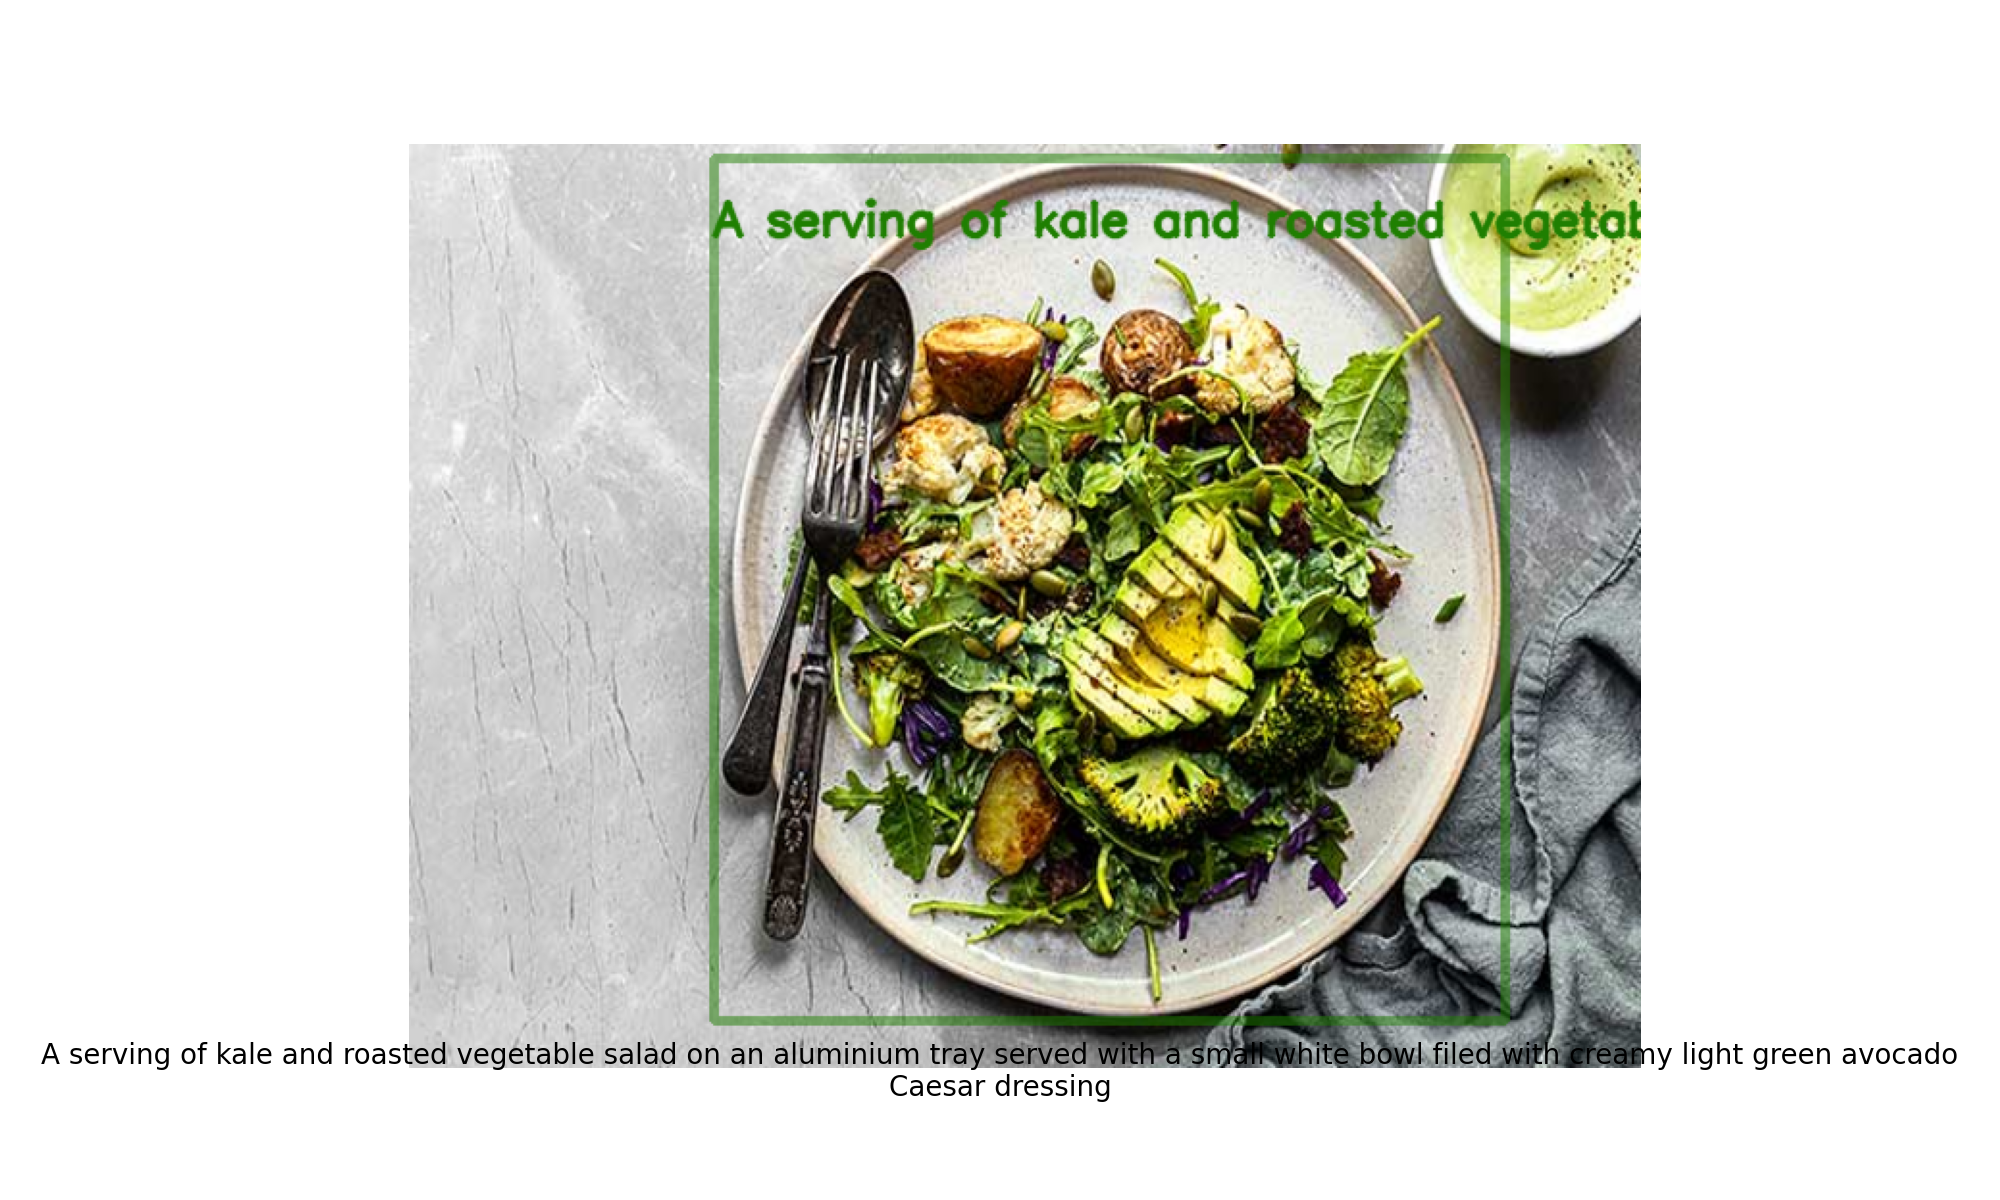 A serving of kale and roasted vegetab
A serving of kale and roasted vegetable salad on an aluminium tray served with a small white bowl filed with creamy light green avocado
Caesar dressing